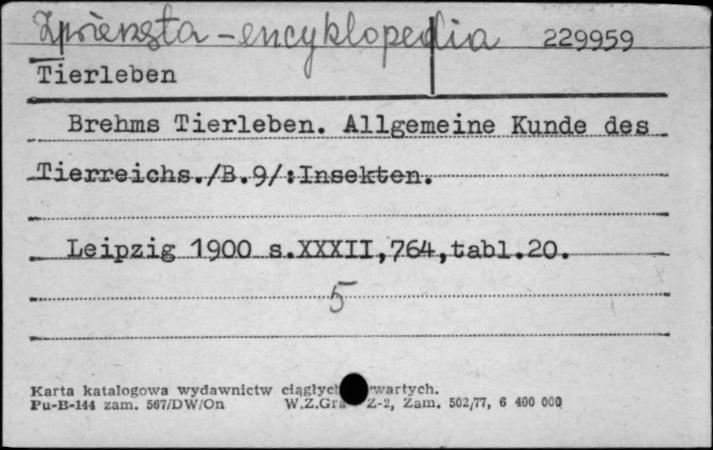 Zwierzęta - encyklopedia 229959
Tierleben
Brehms Tierleben. Allgemeine Kunde des
Tierreichs./B.9/:Insekten.
Leipzig 1900 s.XXXII,764,tabl.20.
5
Karta katalogowa wydawnictw ciągłyc wartych.
Pu-B-144 zam. 567/DW/On W.Z.Gra Z-2, Zam. 502/77, 6 400 000